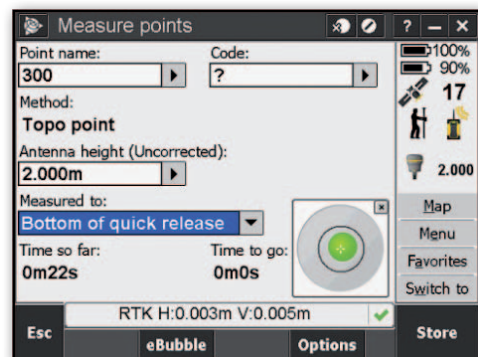 Measure points
? – ×
Point name: Code:
300 ?
Method:
Topo point
Antenna height (Uncorrected):
2.000m
Measured to:
Bottom of quick release
Time so far: Time to go:
0m22s 0m0s
RTK H:0.003m V:0.005m
Esc eBubble Options Store
100%
90%
17
2.000
Map
Menu
Favorites
Switch to